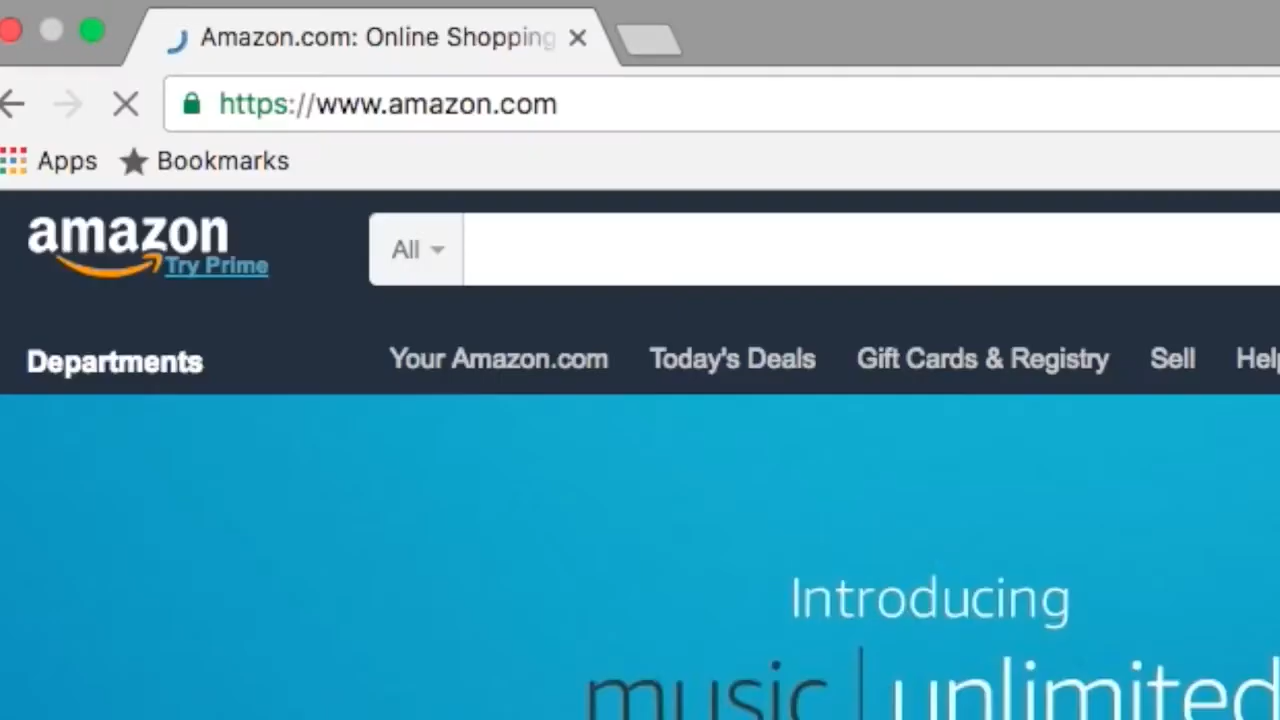 Amazon.com: Online Shopping
https://www.amazon.com
Apps Bookmarks
amazon
Try Prime
All
Departments Your Amazon.com Today's Deals Gift Cards & Registry Sell Help
Introducing
music | unlimited